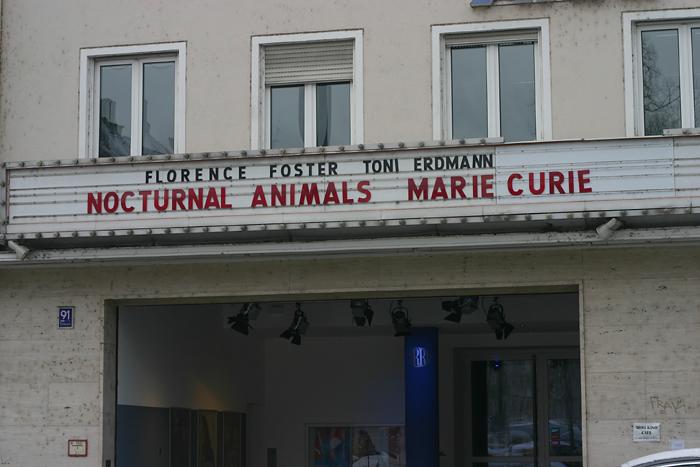 FLORENCE FOSTER TONI ERDMANN
NOCTURNAL ANIMALS MARIE CURIE
91